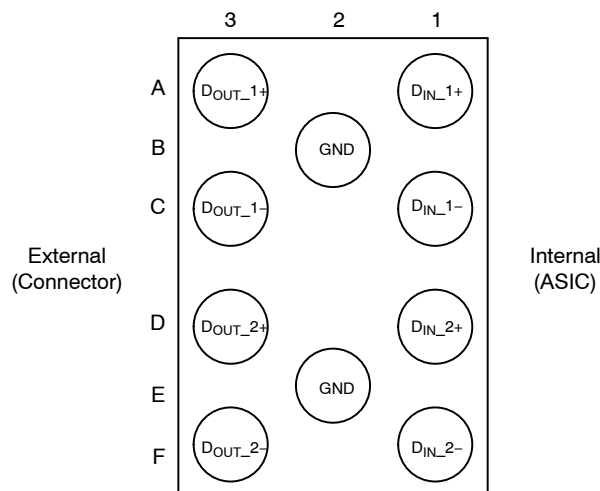 3 2 1
A D_OUT_1+ D_IN_1+
B GND
C D_OUT_1− D_IN_1−
External
(Connector)
Internal
(ASIC)
D D_OUT_2+ D_IN_2+
E GND
F D_OUT_2− D_IN_2−